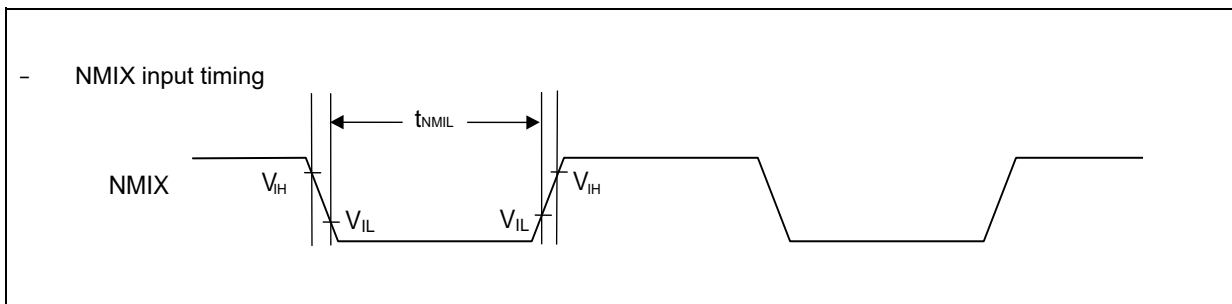 – NMIX input timing
tNMIL
NMIX
VIH
VIL
VIL
VIH